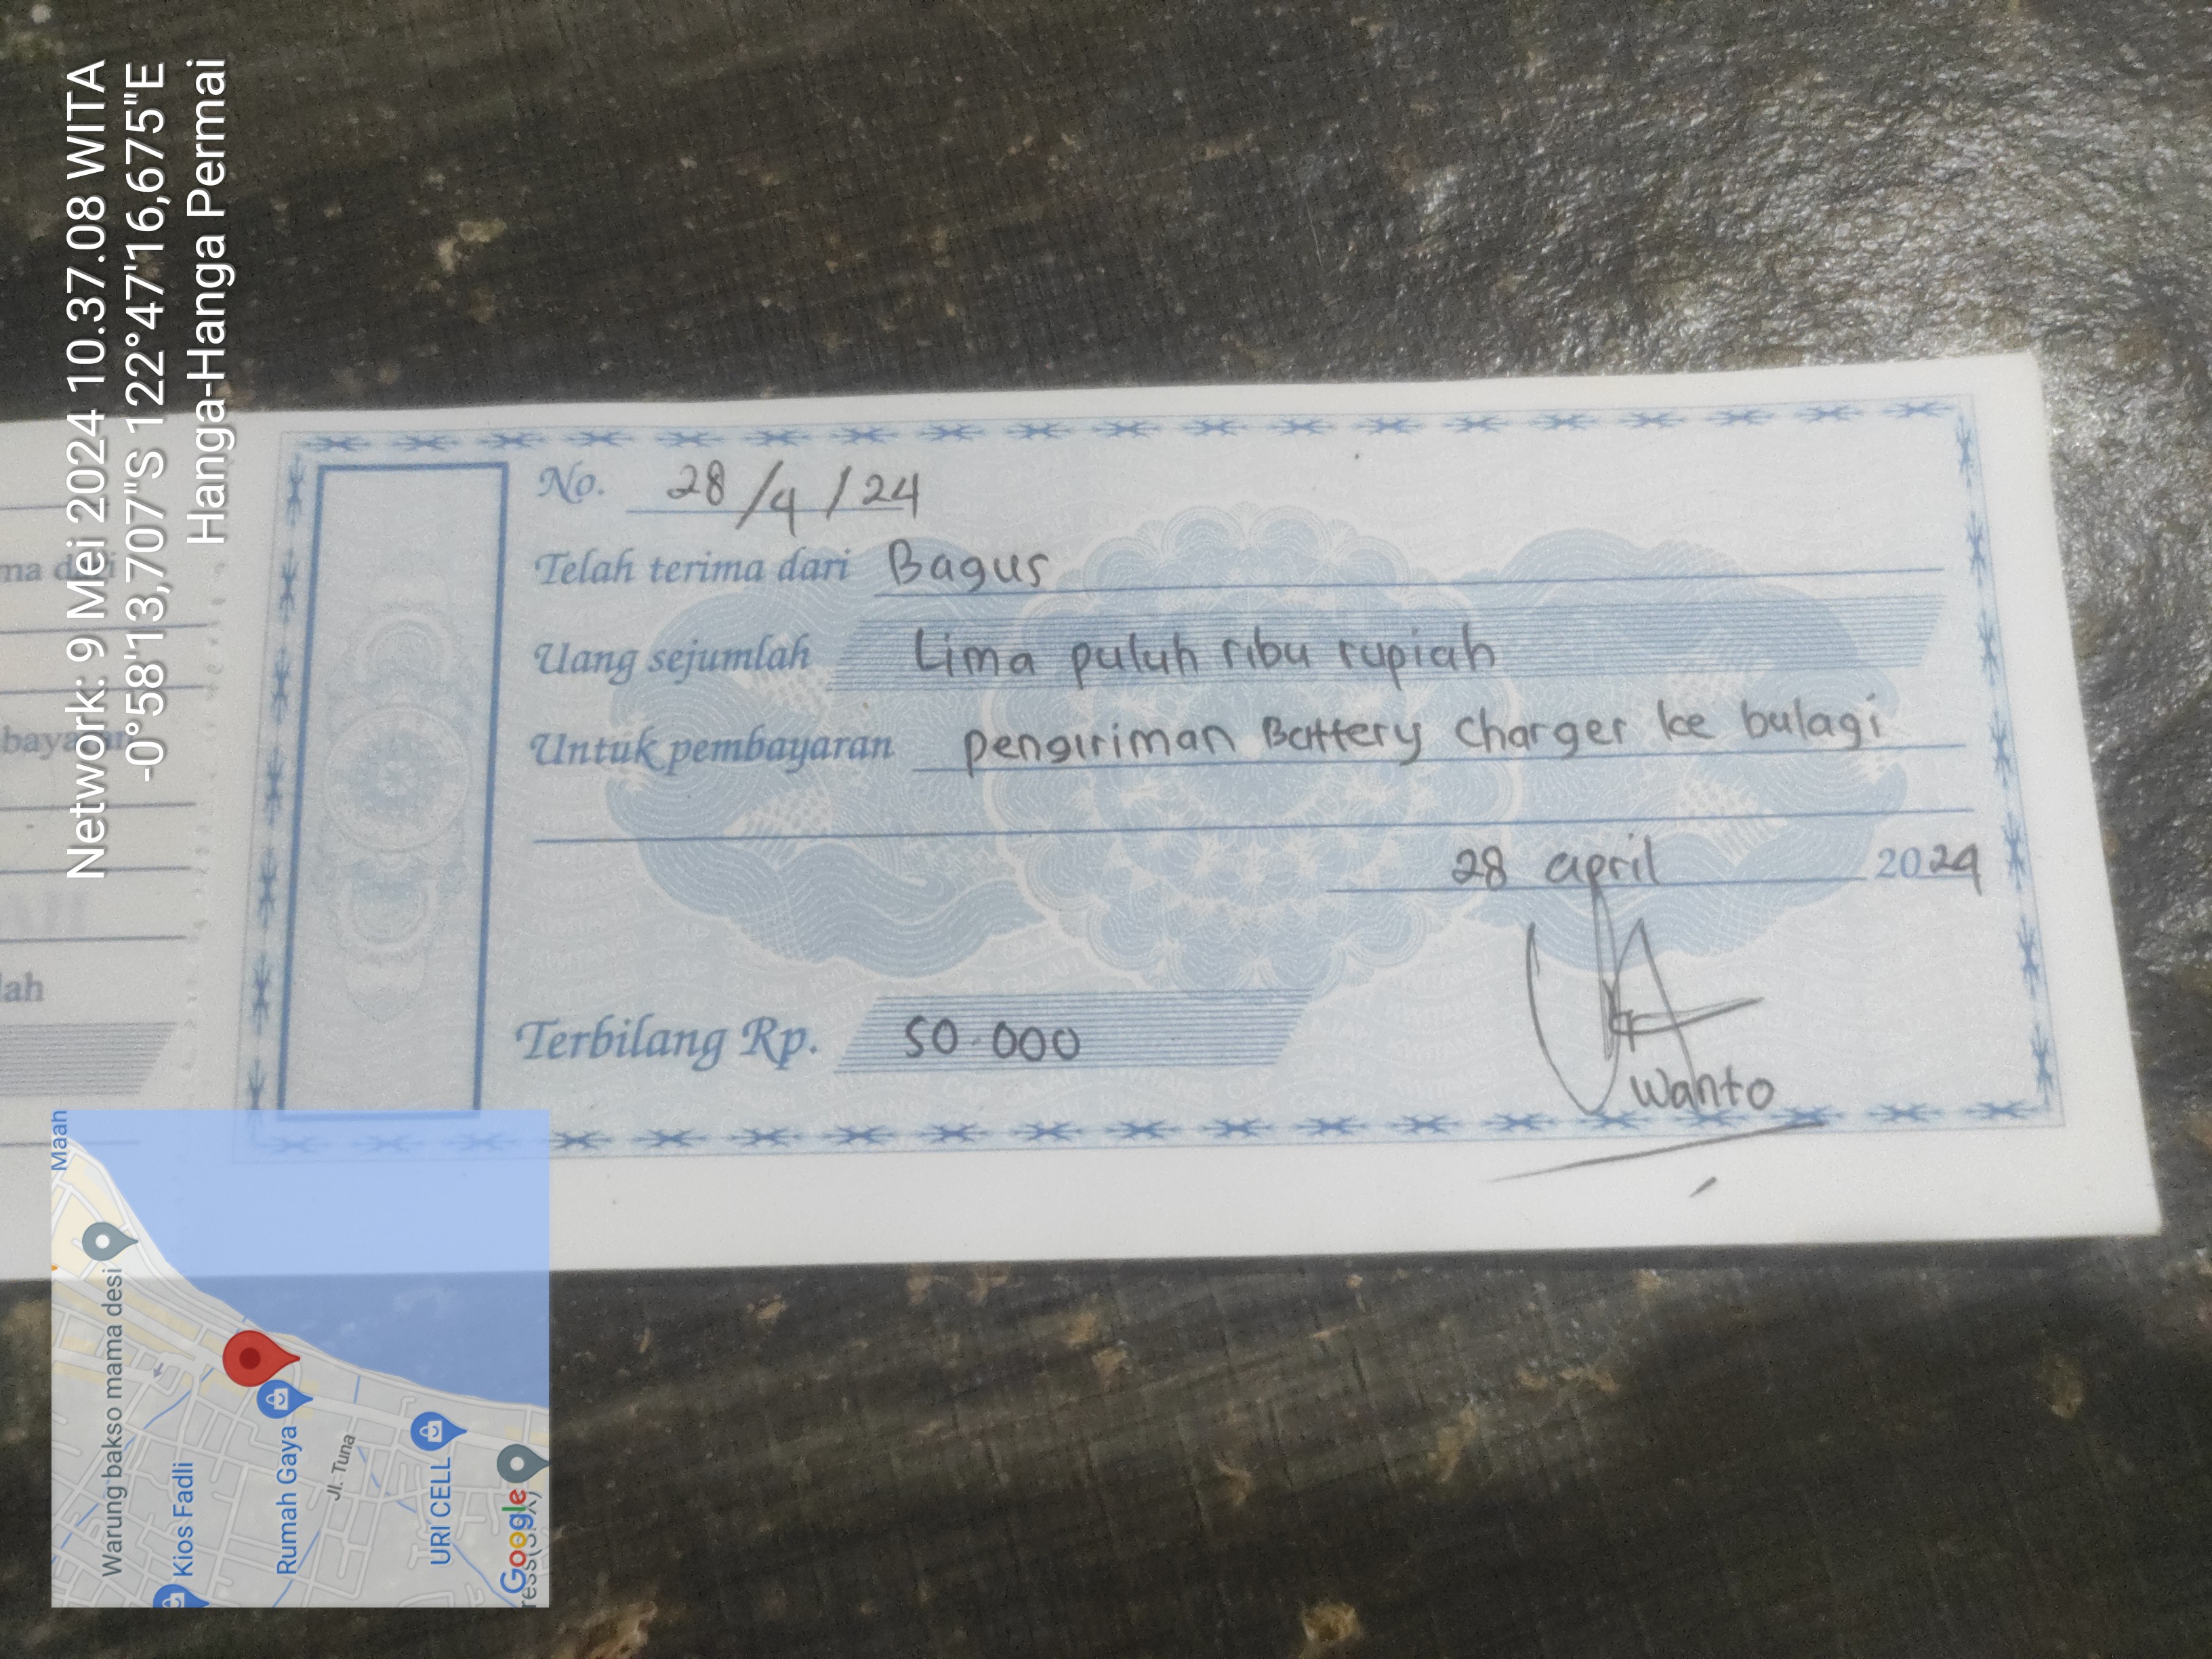 Network: 9 Mei 2024 10.37.08 WITA
-0°58'13,707"S 122°47'16,675"E
Hanga-Hanga Permai
No. 28/4/24
Telah terima dari Bagus
Uang sejumlah Lima puluh ribu rupiah
Untuk pembayaran pengiriman Battery Charger ke bulagi
28 april 2024
Terbilang Rp. 50.000
Wanto
lah
Maan
Warung bakso mama desi
Kios Fadli
Rumah Gaya
Jl. Tuna
URI CELL
Google